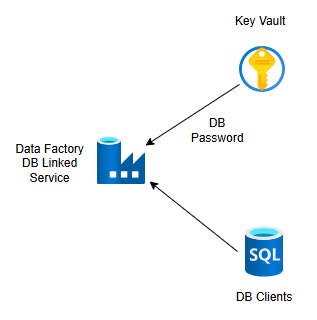 Key Vault
DB
Password
Data Factory
DB Linked
Service
SQL
DB Clients